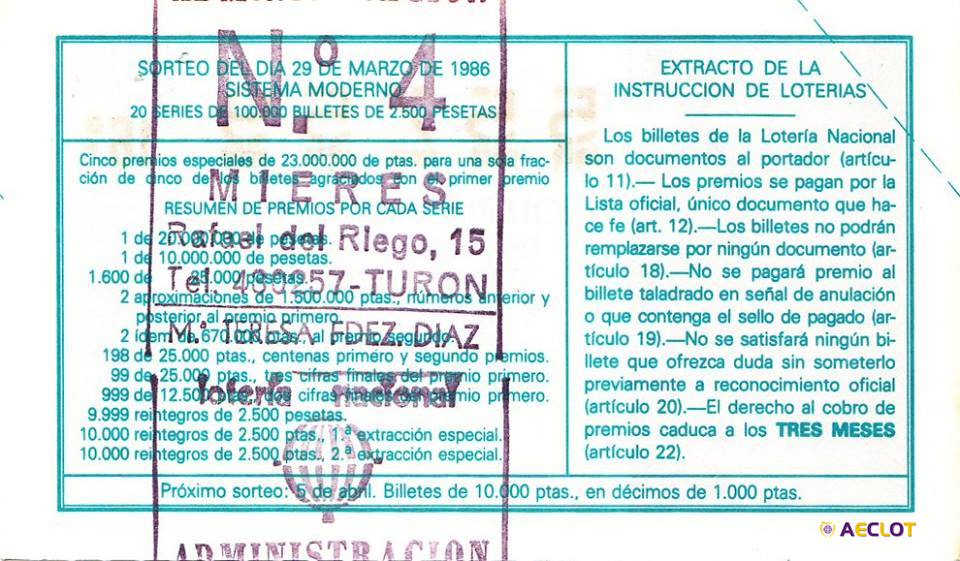 SORTEO DEL DIA 29 DE MARZO DE 1986
SISTEMA MODERNO
20 SERIES DE 100.000 BILLETES DE 2.500 PESETAS
Cinco premios especiales de 23.000.000 de ptas. para una sola frac-
ción de cinco de los billetes agraciados con el primer premio
RESUMEN DE PREMIOS POR CADA SERIE
1 de 20.000.000 de pesetas.
1 de 10.000.000 de pesetas.
1.600 de 25.000 pesetas.
2 aproximaciones de 1.500.000 ptas., números anterior y
posterior al premio primero.
2 ídem de 670.000 ptas., al premio segundo.
198 de 25.000 ptas., centenas primero y segundo premios.
99 de 25.000 ptas., tres cifras finales del premio primero.
999 de 12.500 ptas., dos cifras finales del premio primero.
9.999 reintegros de 2.500 pesetas.
10.000 reintegros de 2.500 ptas., 1.ª extracción especial.
10.000 reintegros de 2.500 ptas., 2.ª extracción especial.
EXTRACTO DE LA
INSTRUCCION DE LOTERIAS
Los billetes de la Lotería Nacional
son documentos al portador (artícu-
lo 11).— Los premios se pagan por la
Lista oficial, único documento que ha-
ce fe (art. 12).—Los billetes no podrán
remplazarse por ningún documento (ar-
tículo 18).—No se pagará premio al
billete taladrado en señal de anulación
o que contenga el sello de pagado (ar-
tículo 19).—No se satisfará ningún bi-
llete que ofrezca duda sin someterlo
previamente a reconocimiento oficial
(artículo 20).—El derecho al cobro de
premios caduca a los TRES MESES
(artículo 22).
Próximo sorteo: 5 de abril. Billetes de 10.000 ptas., en décimos de 1.000 ptas.
N.º 4
MIERES
Rafael del Riego, 15
Tel. -TURON
M.ª TERESA FDEZ. DIAZ
lotería nacional
ADMINISTRACION
AECLOT